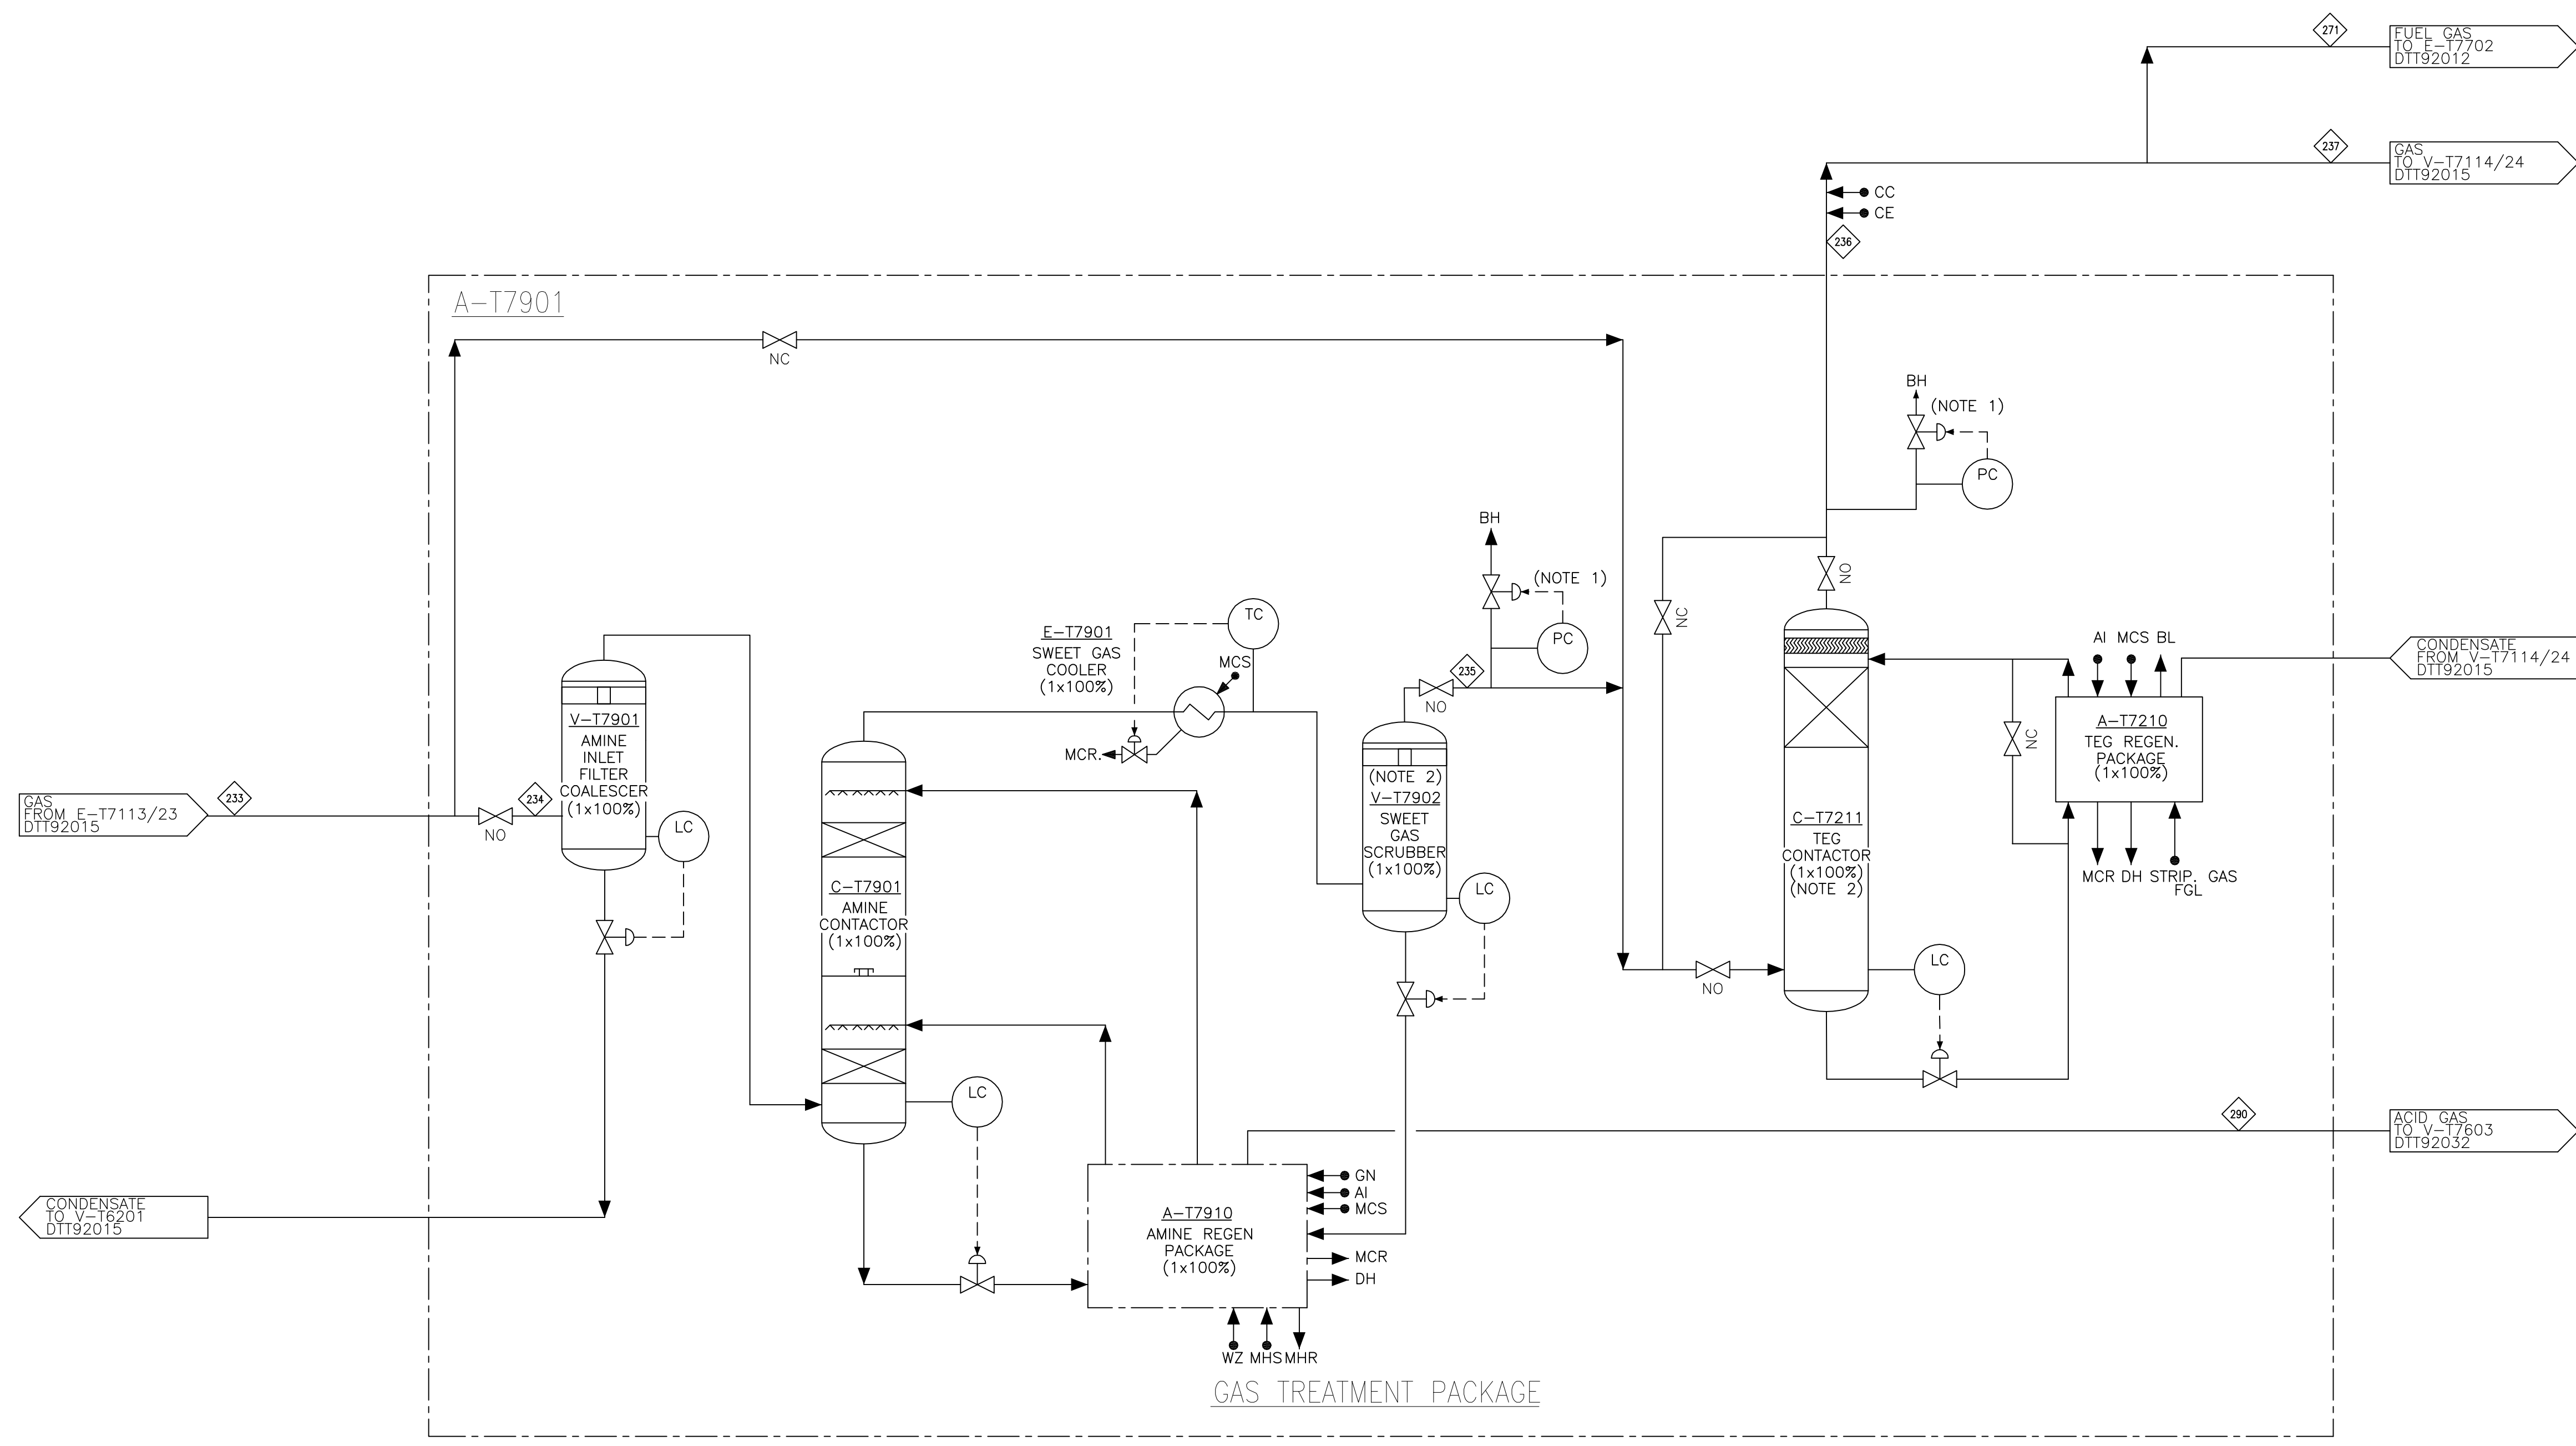 271
FUEL GAS
TO E-T7702
DTT92012
237
GAS
TO V-T7114/24
DTT92015
CC
CE
236
A-T7901
NC
BH
(NOTE 1)
PC
BH
(NOTE 1)
PC
NO
NC
TC
E-T7901
SWEET GAS
COOLER
(1x100%)
MCS
MCR.
235
NO
V-T7901
AMINE
INLET
FILTER
COALESCER
(1x100%)
LC
GAS
FROM E-T7113/23
DTT92015
233
NO
234
(NOTE 2)
V-T7902
SWEET
GAS
SCRUBBER
(1x100%)
LC
C-T7901
AMINE
CONTACTOR
(1x100%)
LC
C-T7211
TEG
CONTACTOR
(1x100%)
(NOTE 2)
NO
LC
AI MCS BL
CONDENSATE
FROM V-T7114/24
DTT92015
NC
A-T7210
TEG REGEN.
PACKAGE
(1x100%)
MCR DH STRIP. GAS
FGL
290
ACID GAS
TO V-T7603
DTT92032
CONDENSATE
TO V-T6201
DTT92015
A-T7910
AMINE REGEN
PACKAGE
(1x100%)
GN
AI
MCS
MCR
DH
WZ MHS MHR
GAS TREATMENT PACKAGE